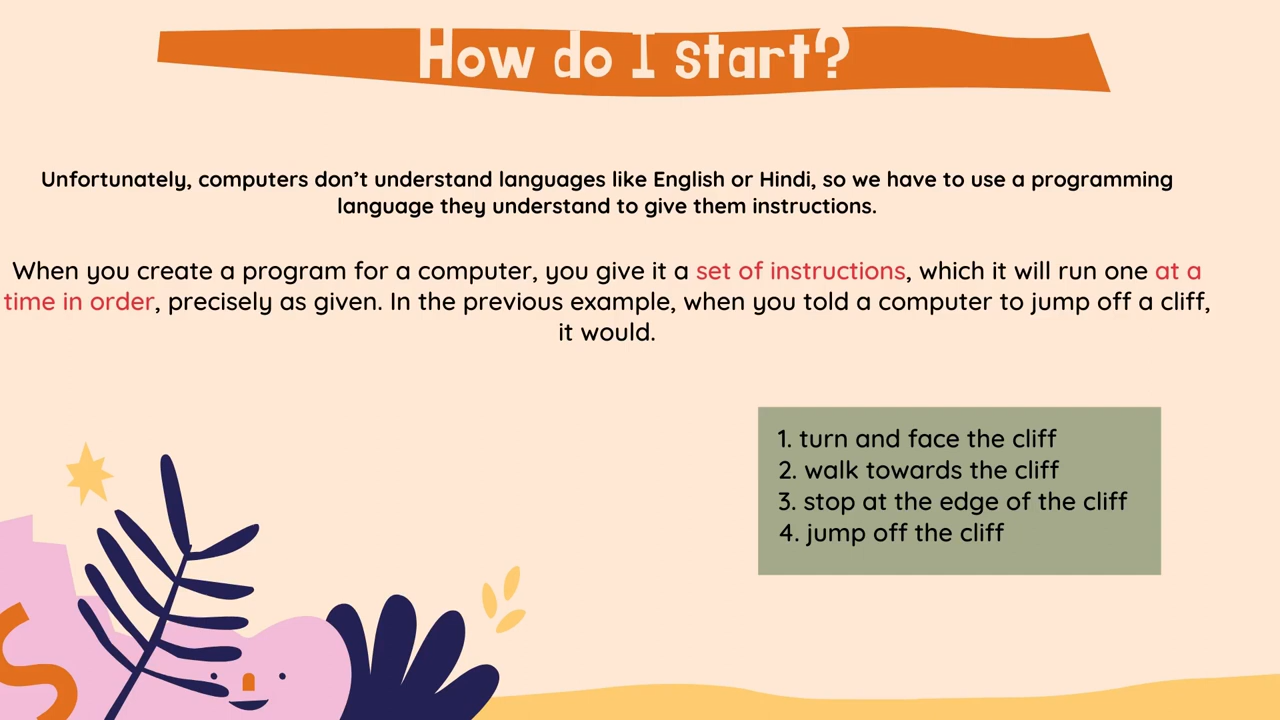 How do I start?
Unfortunately, computers don't understand languages like English or Hindi, so we have to use a programming
language they understand to give them instructions.
When you create a program for a computer, you give it a set of instructions, which it will run one at a
time in order, precisely as given. In the previous example, when you told a computer to jump off a cliff,
it would.
1. turn and face the cliff
2. walk towards the cliff
3. stop at the edge of the cliff
4. jump off the cliff